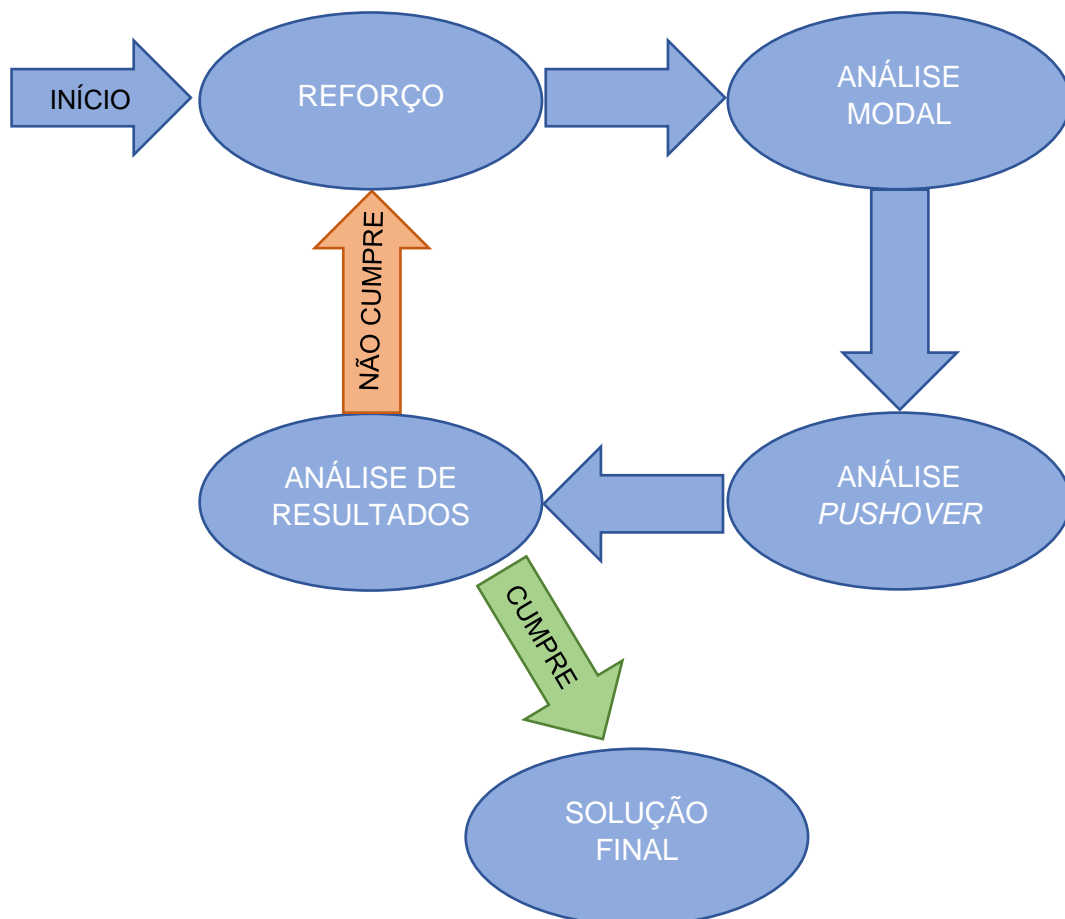 INÍCIO
REFORÇO
ANÁLISE
MODAL
NÃO CUMPRE
ANÁLISE DE
RESULTADOS
ANÁLISE
PUSHOVER
CUMPRE
SOLUÇÃO
FINAL